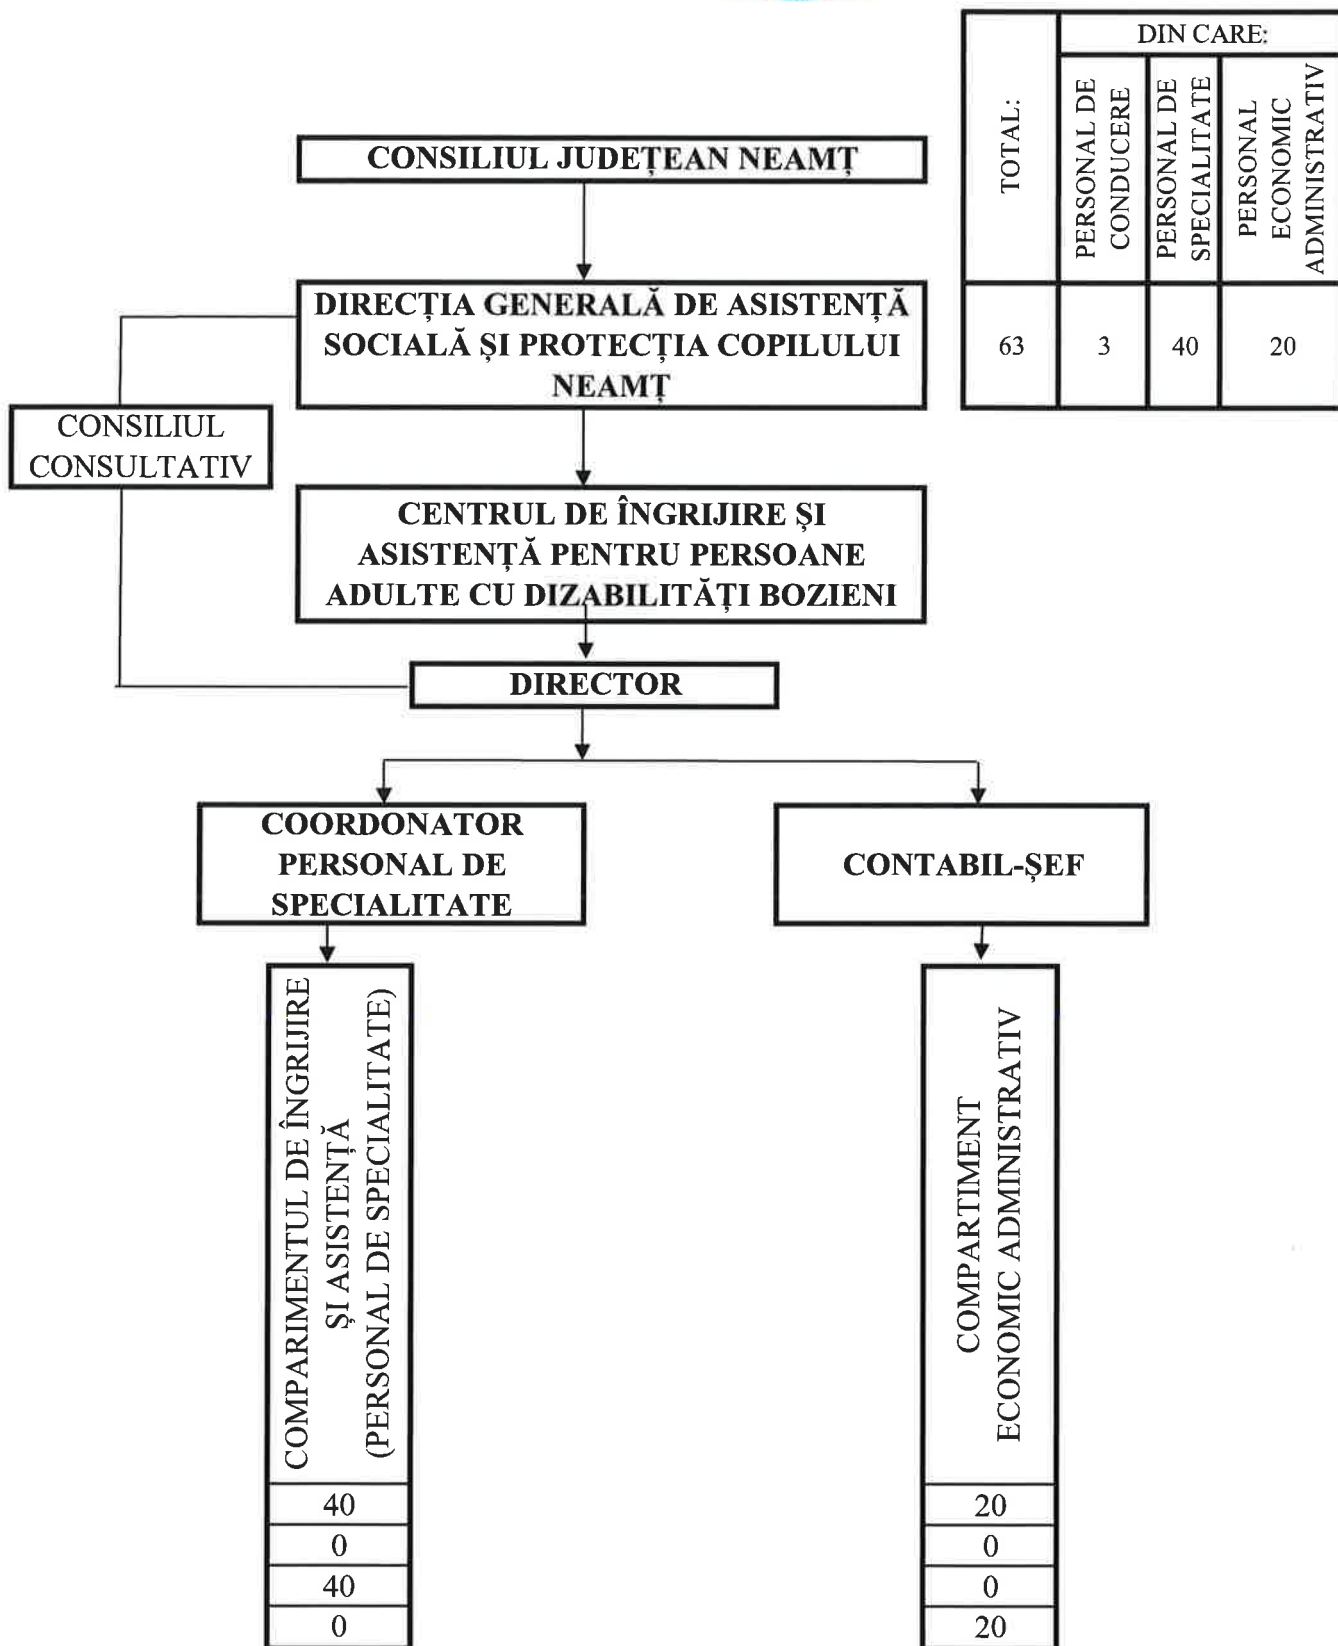 DIN CARE:
TOTAL:
PERSONAL DE
CONDUCERE
PERSONAL DE
SPECIALITATE
PERSONAL
ECONOMIC
ADMINISTRATIV
63
3
40
20
CONSILIUL JUDEȚEAN NEAMȚ
DIRECȚIA GENERALĂ DE ASISTENȚĂ
SOCIALĂ ȘI PROTECȚIA COPILULUI
NEAMȚ
CONSILIUL
CONSULTATIV
CENTRUL DE ÎNGRIJIRE ȘI
ASISTENȚĂ PENTRU PERSOANE
ADULTE CU DIZABILITĂȚI BOZIENI
DIRECTOR
COORDONATOR
PERSONAL DE
SPECIALITATE
CONTABIL-ȘEF
COMPARIMENTUL DE ÎNGRIJIRE
ȘI ASISTENȚĂ
(PERSONAL DE SPECIALITATE)
40
0
40
0
COMPARTIMENT
ECONOMIC ADMINISTRATIV
20
0
0
20